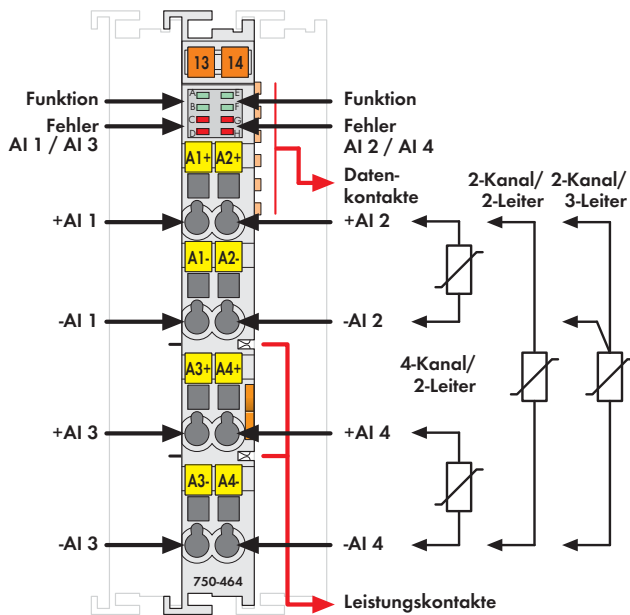 13 14
A E
B F
C G
D H
Funktion
Fehler
AI 1 / AI 3
Funktion
Fehler
AI 2 / AI 4
Daten-
kontakte
A1+ A2+
+AI 1
+AI 2
A1- A2-
-AI 1
-AI 2
A3+ A4+
+AI 3
+AI 4
A3- A4-
-AI 3
-AI 4
750-464
Leistungskontakte
2-Kanal/
2-Leiter
2-Kanal/
3-Leiter
4-Kanal/
2-Leiter